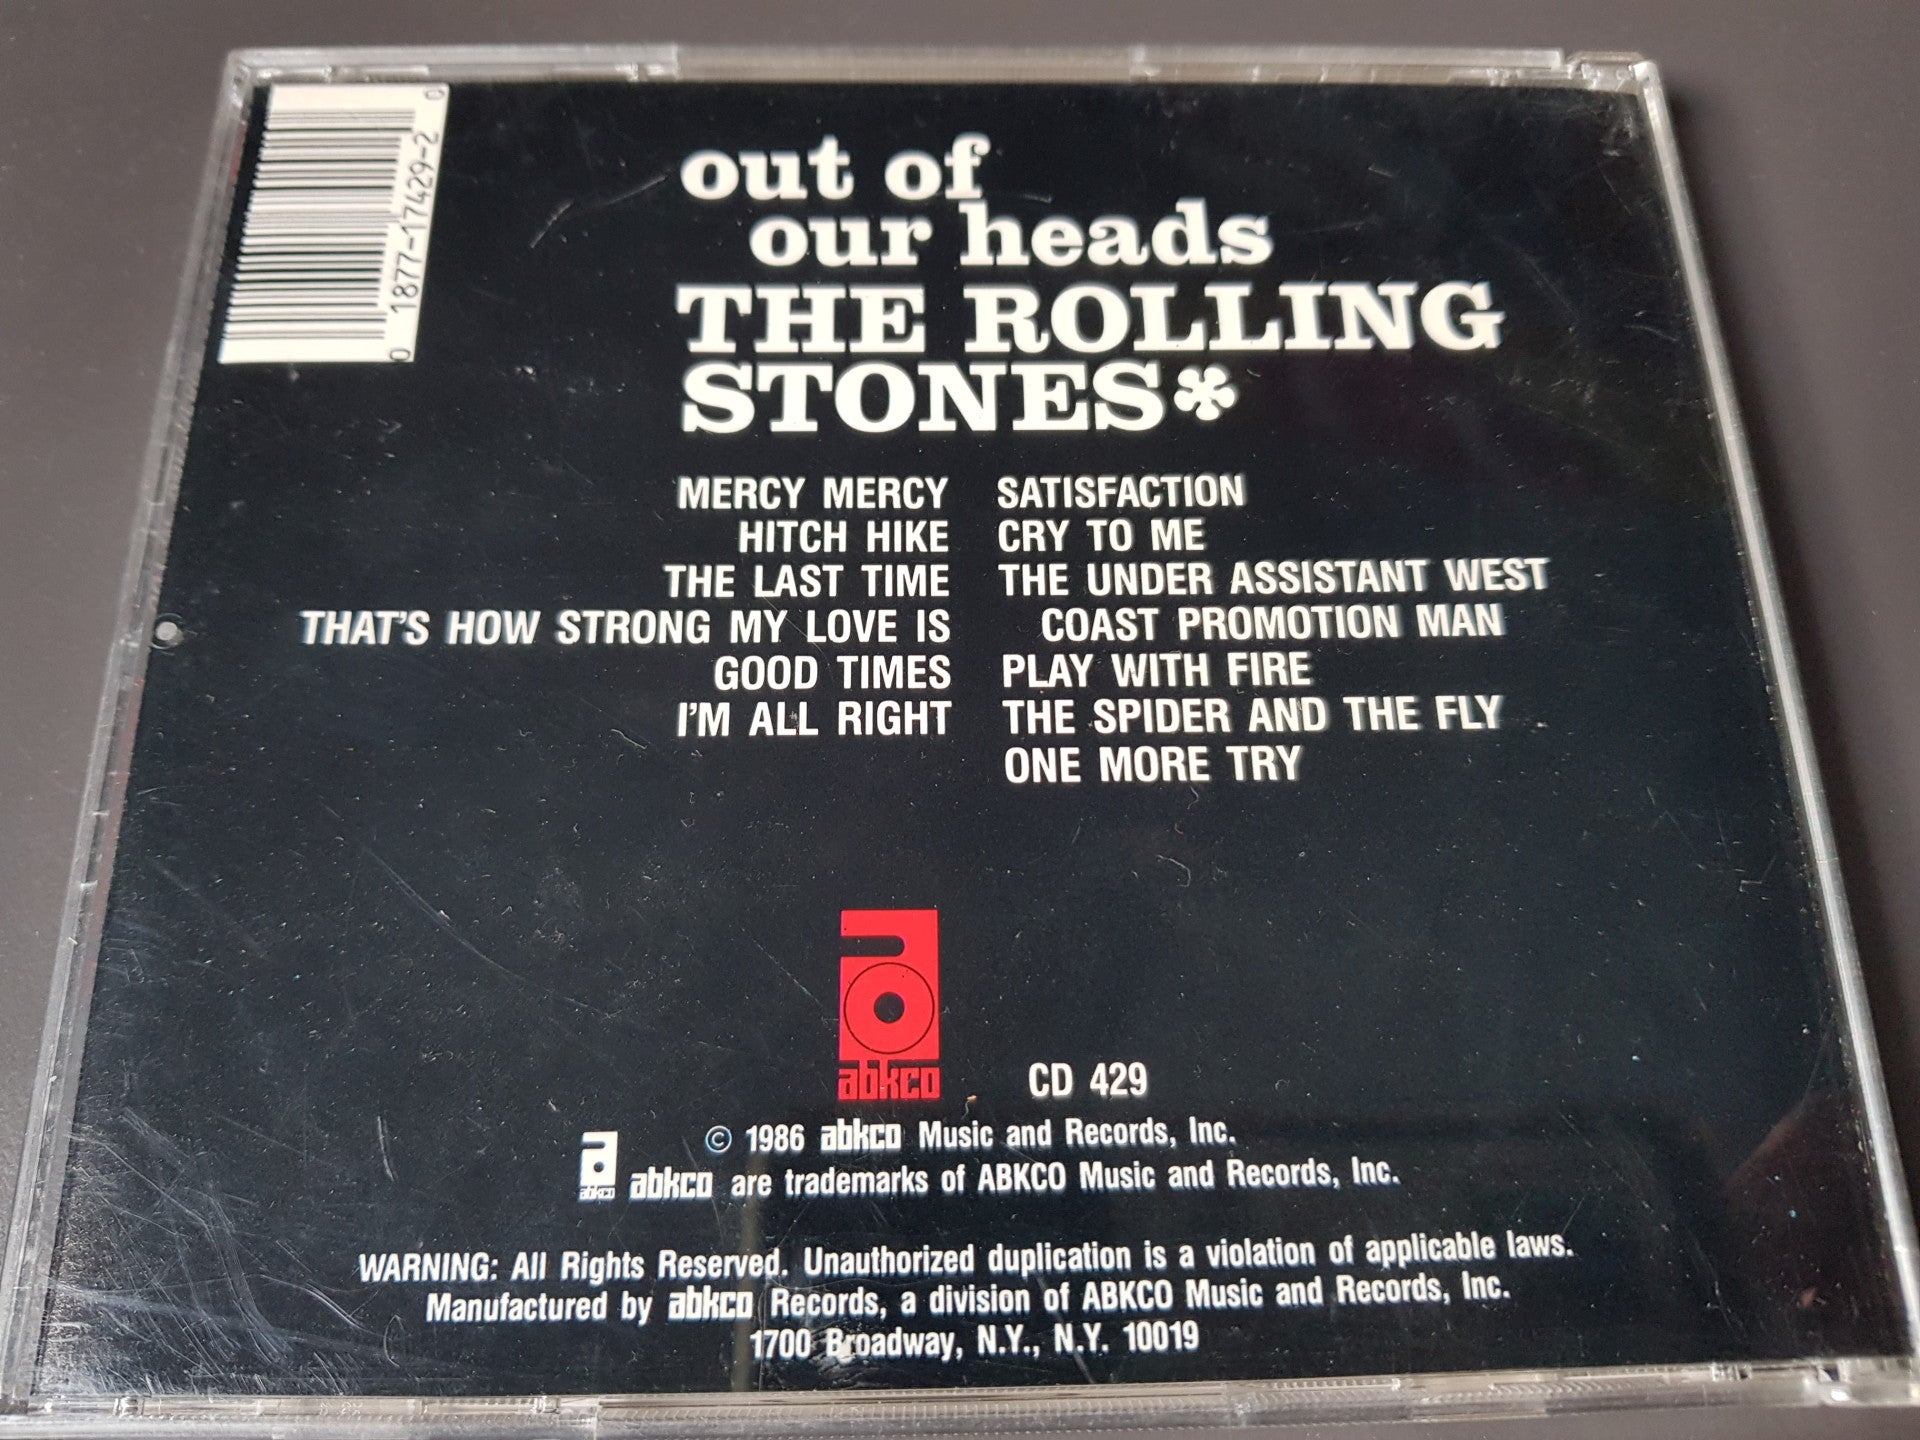 0 18777-17429-2 0
out of
our heads
THE ROLLING
STONES*
MERCY MERCY
HITCH HIKE
THE LAST TIME
THAT'S HOW STRONG MY LOVE IS
GOOD TIMES
I'M ALL RIGHT
SATISFACTION
CRY TO ME
THE UNDER ASSISTANT WEST
COAST PROMOTION MAN
PLAY WITH FIRE
THE SPIDER AND THE FLY
ONE MORE TRY
abkco
CD 429
© 1986 abkco Music and Records, Inc.
abkco abkco are trademarks of ABKCO Music and Records, Inc.
WARNING: All Rights Reserved. Unauthorized duplication is a violation of applicable laws.
Manufactured by abkco Records, a division of ABKCO Music and Records, Inc.
1700 Broadway, N.Y., N.Y. 10019